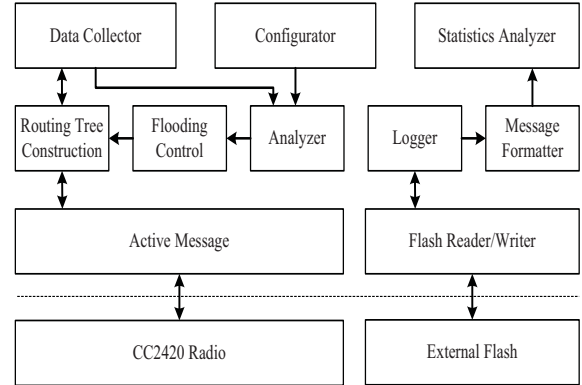 Data Collector
Configurator
Statistics Analyzer
Routing Tree
Construction
Flooding
Control
Analyzer
Logger
Message
Formatter
Active Message
Flash Reader/Writer
CC2420 Radio
External Flash